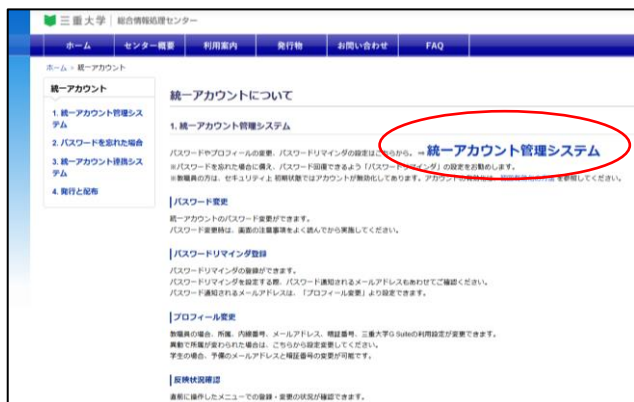 三重大学 総合情報処理センター
ホーム センター概要 利用案内 発行物 お問い合わせ FAQ
ホーム > 統一アカウント
統一アカウント
1. 統一アカウント管理システム
2. パスワードを忘れた場合
3. 統一アカウント連携システム
4. 発行と配布
統一アカウントについて
1. 統一アカウント管理システム
パスワードやプロフィールの変更、パスワードリマインダの設定はこちらから。⇒ 統一アカウント管理システム
※パスワードを忘れた場合に備え、パスワード回復できるよう「パスワードリマインダ」の設定をお勧めします。
※教職員の方は、セキュリティ上 初期状態ではアカウントが無効化してあります。アカウントの有効化は を参照してください。
パスワード変更
統一アカウントのパスワード変更ができます。
パスワード変更時は、画面の注意事項をよく読んでから実施してください。
パスワードリマインダ登録
パスワードリマインダの登録ができます。
パスワードリマインダを設定する際、パスワード通知されるメールアドレスもあわせてご確認ください。
パスワード通知されるメールアドレスは、「プロフィール変更」より設定できます。
プロフィール変更
教職員の場合、所属、内線番号、メールアドレス、暗証番号、三重大学G Suiteの利用設定が変更できます。
異動で所属が変わられた場合は、こちらから設定変更してください。
学生の場合、予備のメールアドレスと暗証番号の変更が可能です。
反映状況確認
直前に操作したメニューでの登録・変更の状況が確認できます。